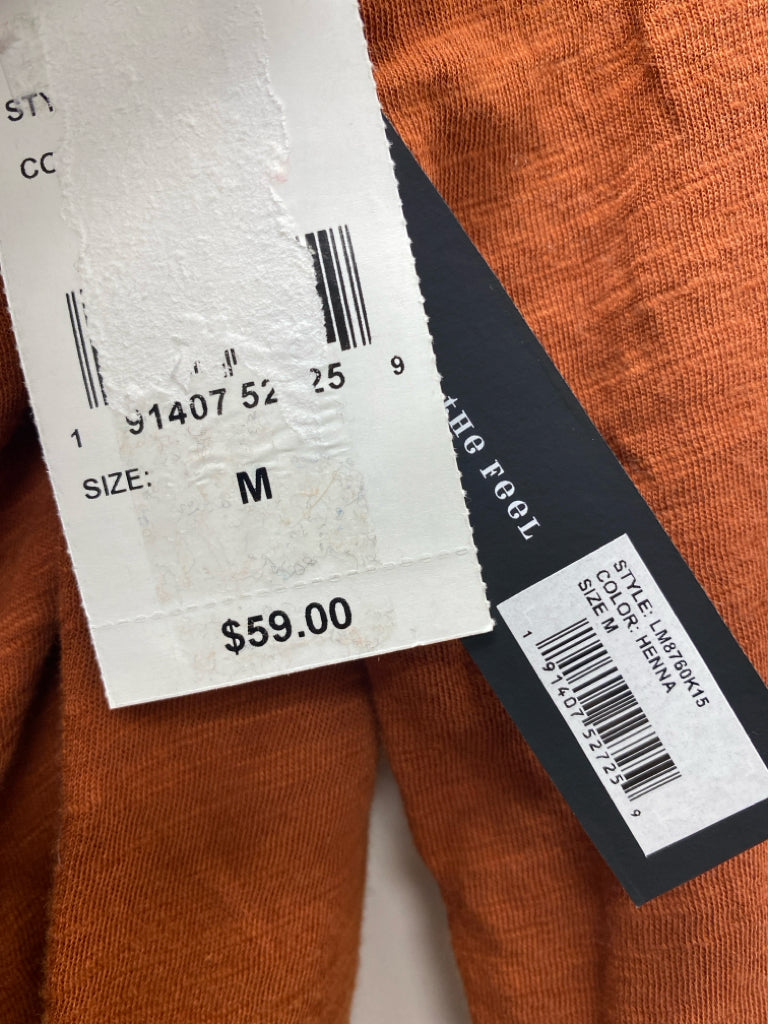 STY
CO
1 91407 52 25 9
SIZE: M
$59.00
THE FEEL
STYLE: LM8760K15
COLOR: HENNA
SIZE M
1 91407 52725 9